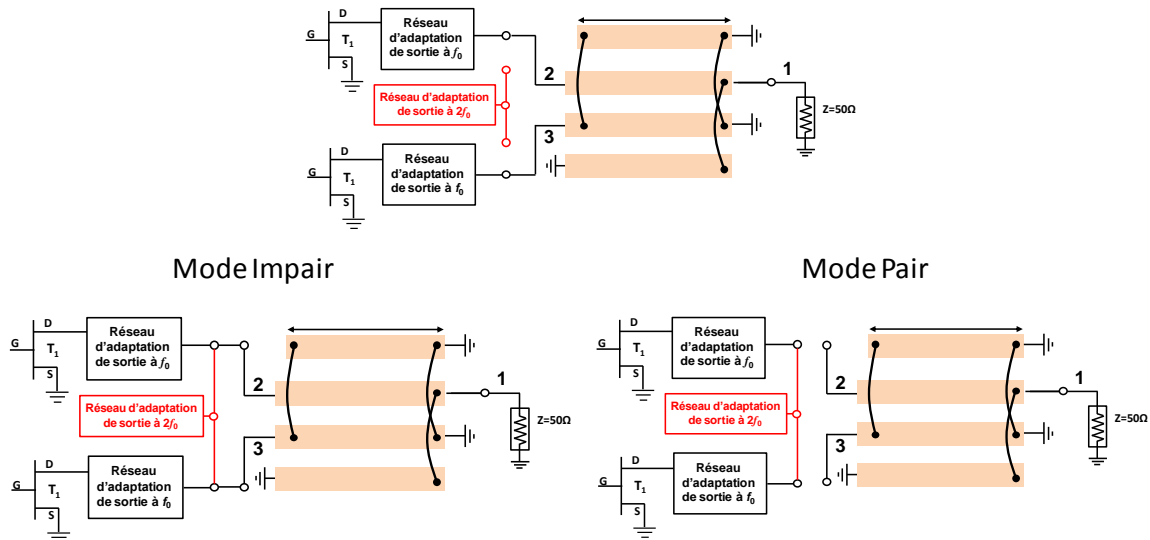 D
G
T1
S
Réseau
d'adaptation
de sortie à f0
2
1
Réseau d'adaptation
de sortie à 2f0
Z=50Ω
3
D
G
T1
S
Réseau
d'adaptation
de sortie à f0
Mode Impair
D
G
T1
S
Réseau
d'adaptation
de sortie à f0
2
1
Réseau d'adaptation
de sortie à 2f0
Z=50Ω
3
D
G
T1
S
Réseau
d'adaptation
de sortie à f0
Mode Pair
D
G
T1
S
Réseau
d'adaptation
de sortie à f0
2
1
Réseau d'adaptation
de sortie à 2f0
Z=50Ω
3
D
G
T1
S
Réseau
d'adaptation
de sortie à f0